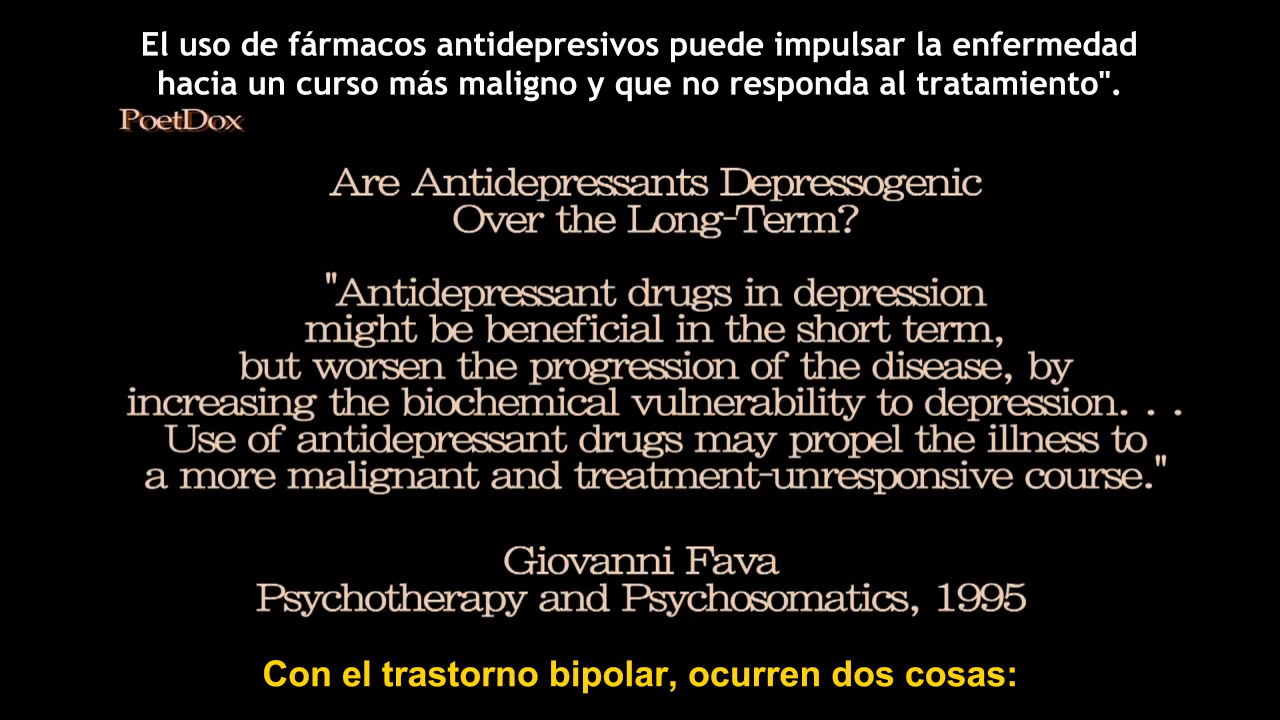 El uso de fármacos antidepresivos puede impulsar la enfermedad
hacia un curso más maligno y que no responda al tratamiento".
PoetDox
Are Antidepressants Depressogenic
Over the Long-Term?
"Antidepressant drugs in depression
might be beneficial in the short term,
but worsen the progression of the disease, by
increasing the biochemical vulnerability to depression. . .
Use of antidepressant drugs may propel the illness to
a more malignant and treatment-unresponsive course."
Giovanni Fava
Psychotherapy and Psychosomatics, 1995
Con el trastorno bipolar, ocurren dos cosas: